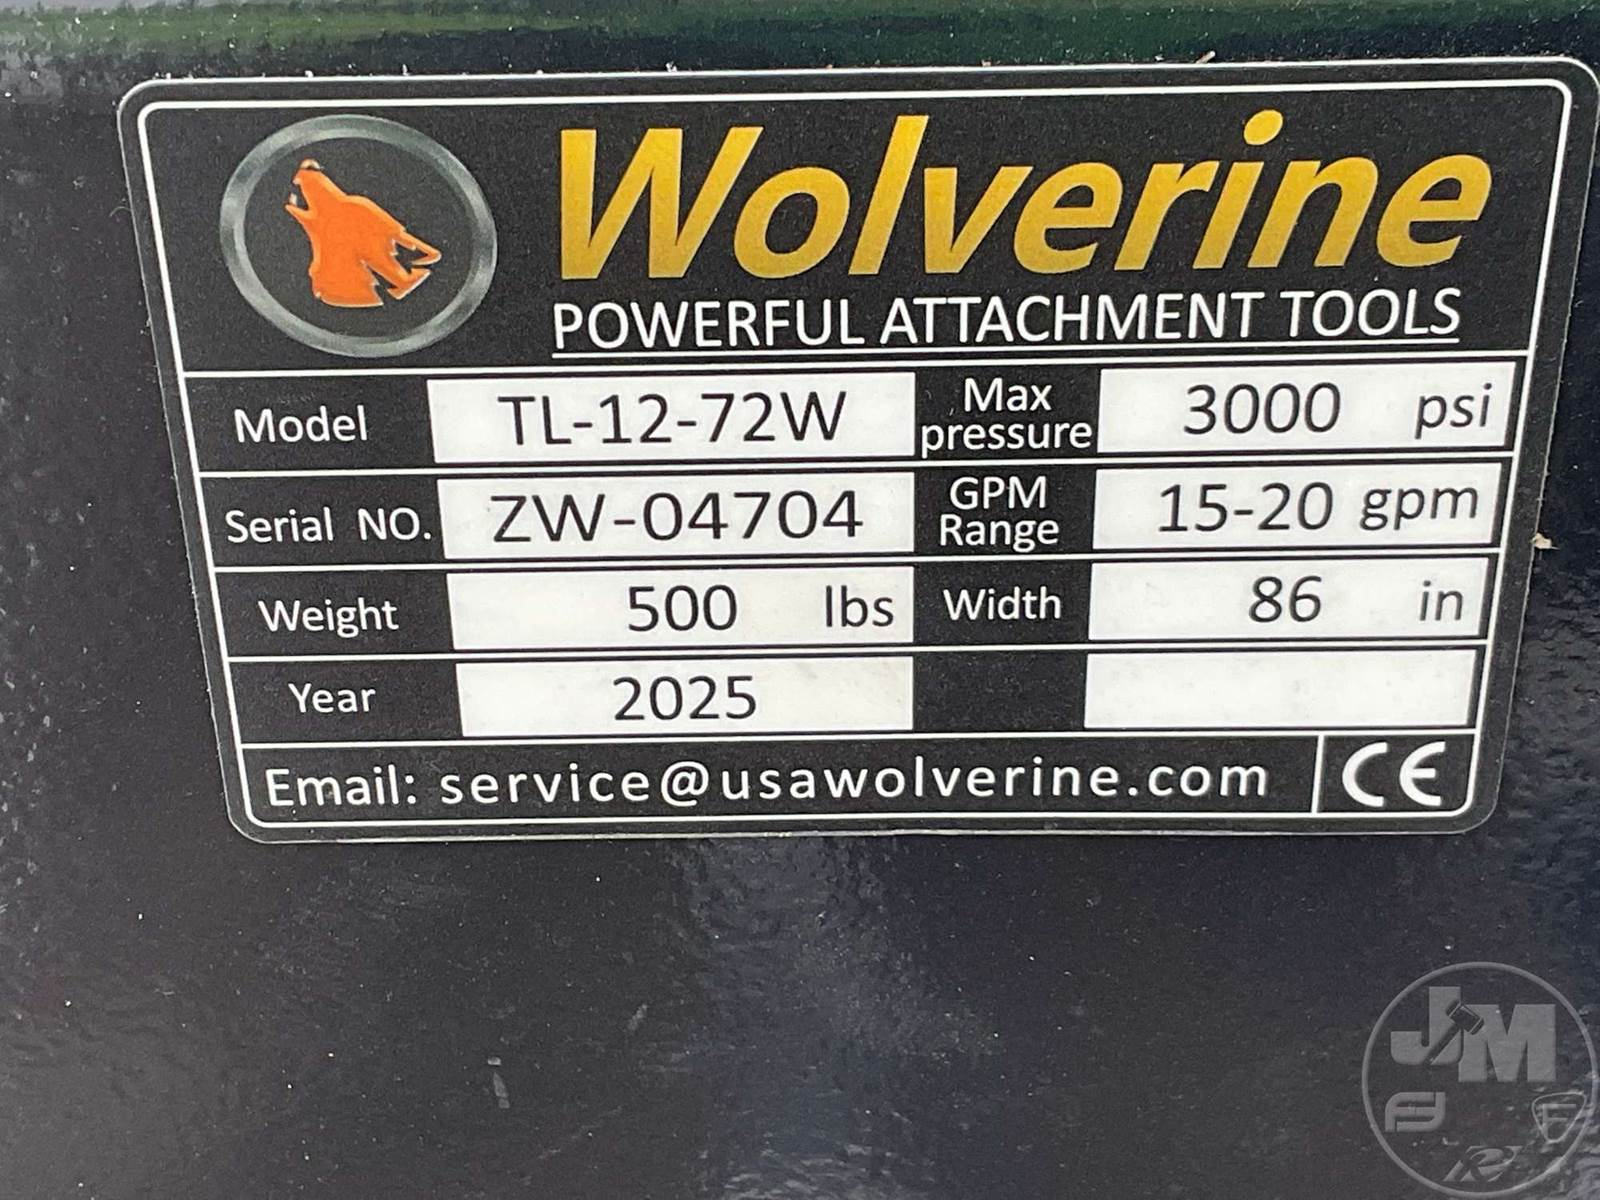 Wolverine
POWERFUL ATTACHMENT TOOLS
Model TL-12-72W Max pressure 3000 psi
Serial NO. ZW-04704 GPM Range 15-20 gpm
Weight 500 lbs Width 86 in
Year 2025
Email: service@usawolverine.com CE
JM